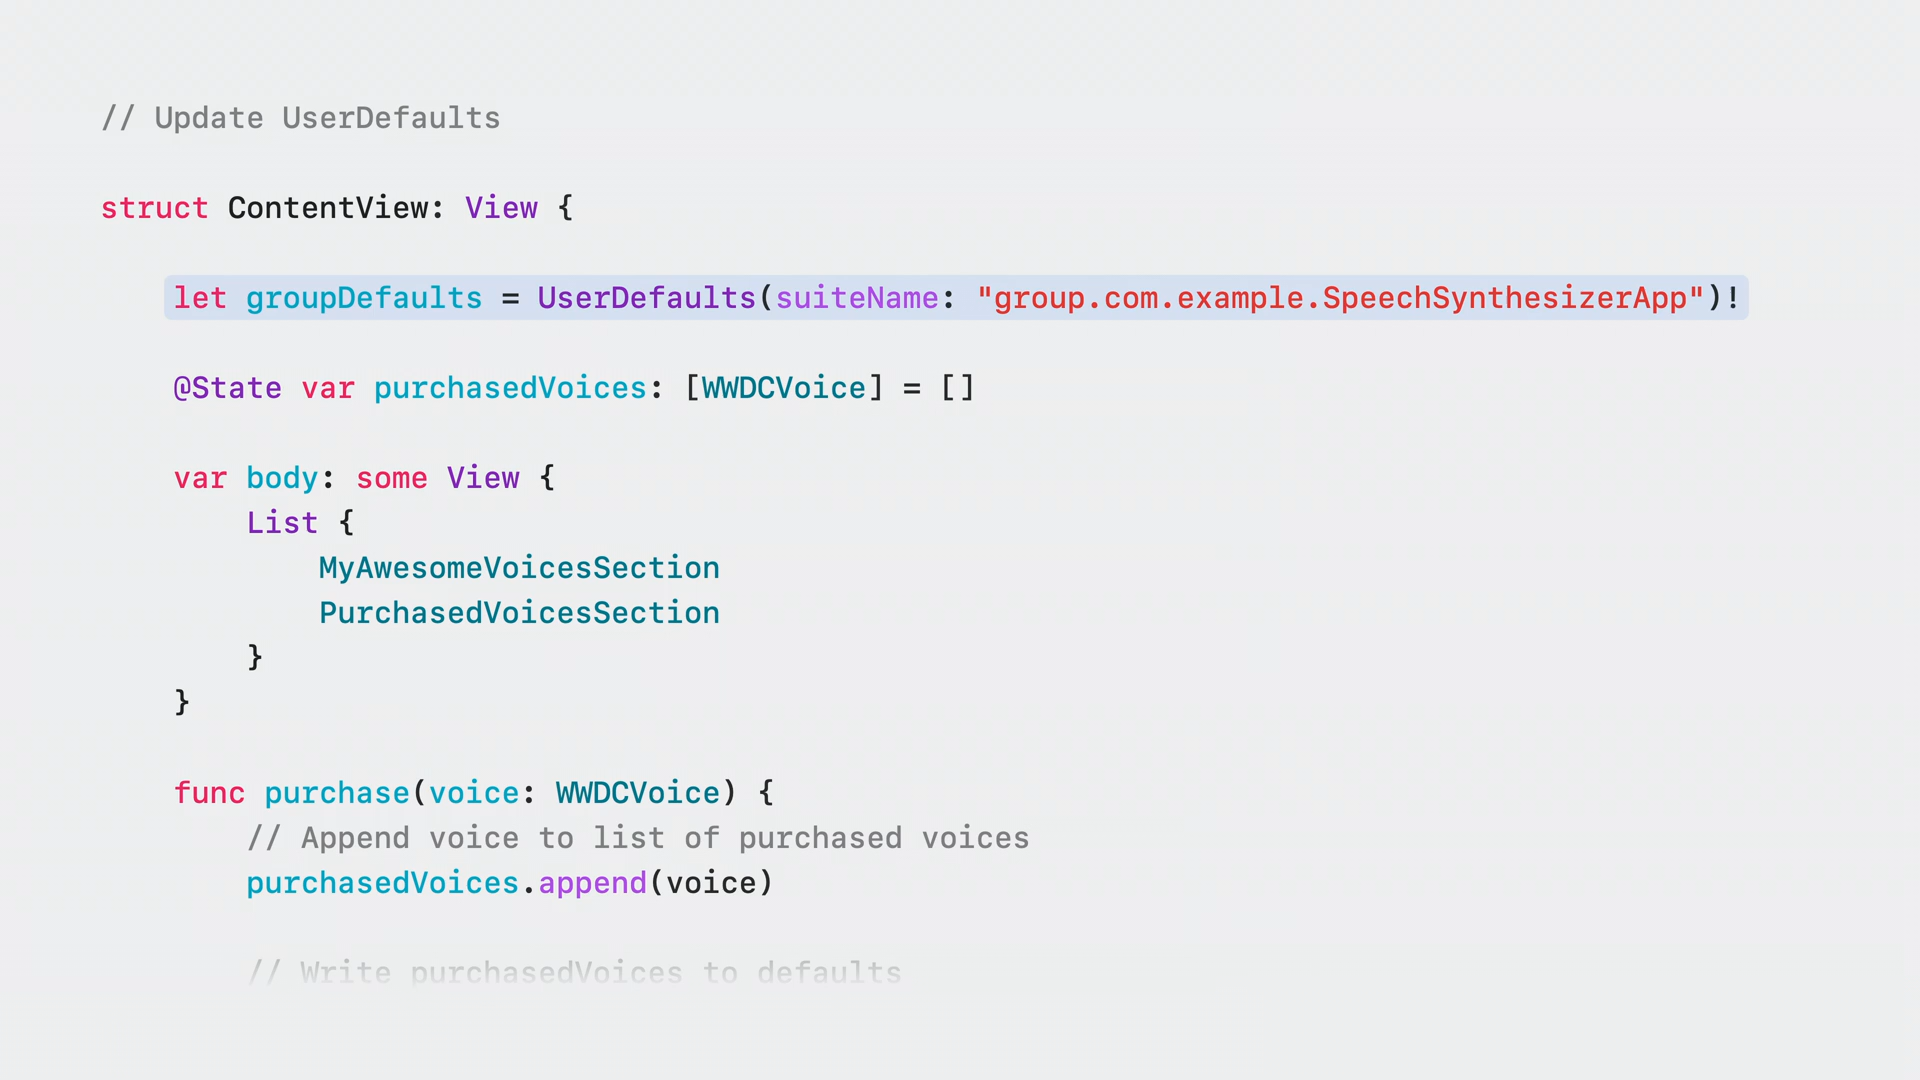 // Update UserDefaults
struct ContentView: View {
let groupDefaults = UserDefaults(suiteName: "group.com.example.SpeechSynthesizerApp")!
@State var purchasedVoices: [WWDCVoice] = []
var body: some View {
List {
MyAwesomeVoicesSection
PurchasedVoicesSection
}
}
func purchase(voice: WWDCVoice) {
// Append voice to list of purchased voices
purchasedVoices.append(voice)
// Write purchasedVoices to defaults